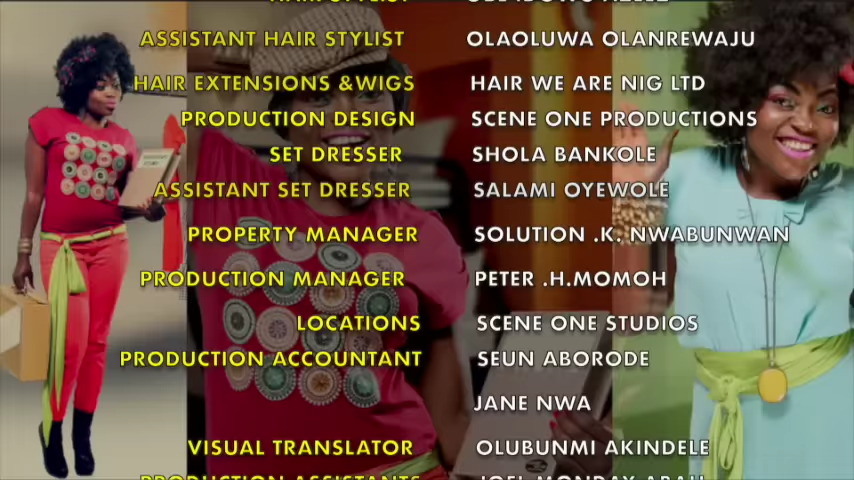 ASSISTANT HAIR STYLIST OLAOLUWA OLANREWAJU
HAIR EXTENSIONS &WIGS HAIR WE ARE NIG LTD
PRODUCTION DESIGN SCENE ONE PRODUCTIONS
SET DRESSER SHOLA BANKOLE
ASSISTANT SET DRESSER SALAMI OYEWOLE
PROPERTY MANAGER SOLUTION .K. NWABUNWAN
PRODUCTION MANAGER PETER .H.MOMOH
LOCATIONS SCENE ONE STUDIOS
PRODUCTION ACCOUNTANT SEUN ABORODE
JANE NWA
VISUAL TRANSLATOR OLUBUNMI AKINDELE
PRODUCTION ASSISTANTS